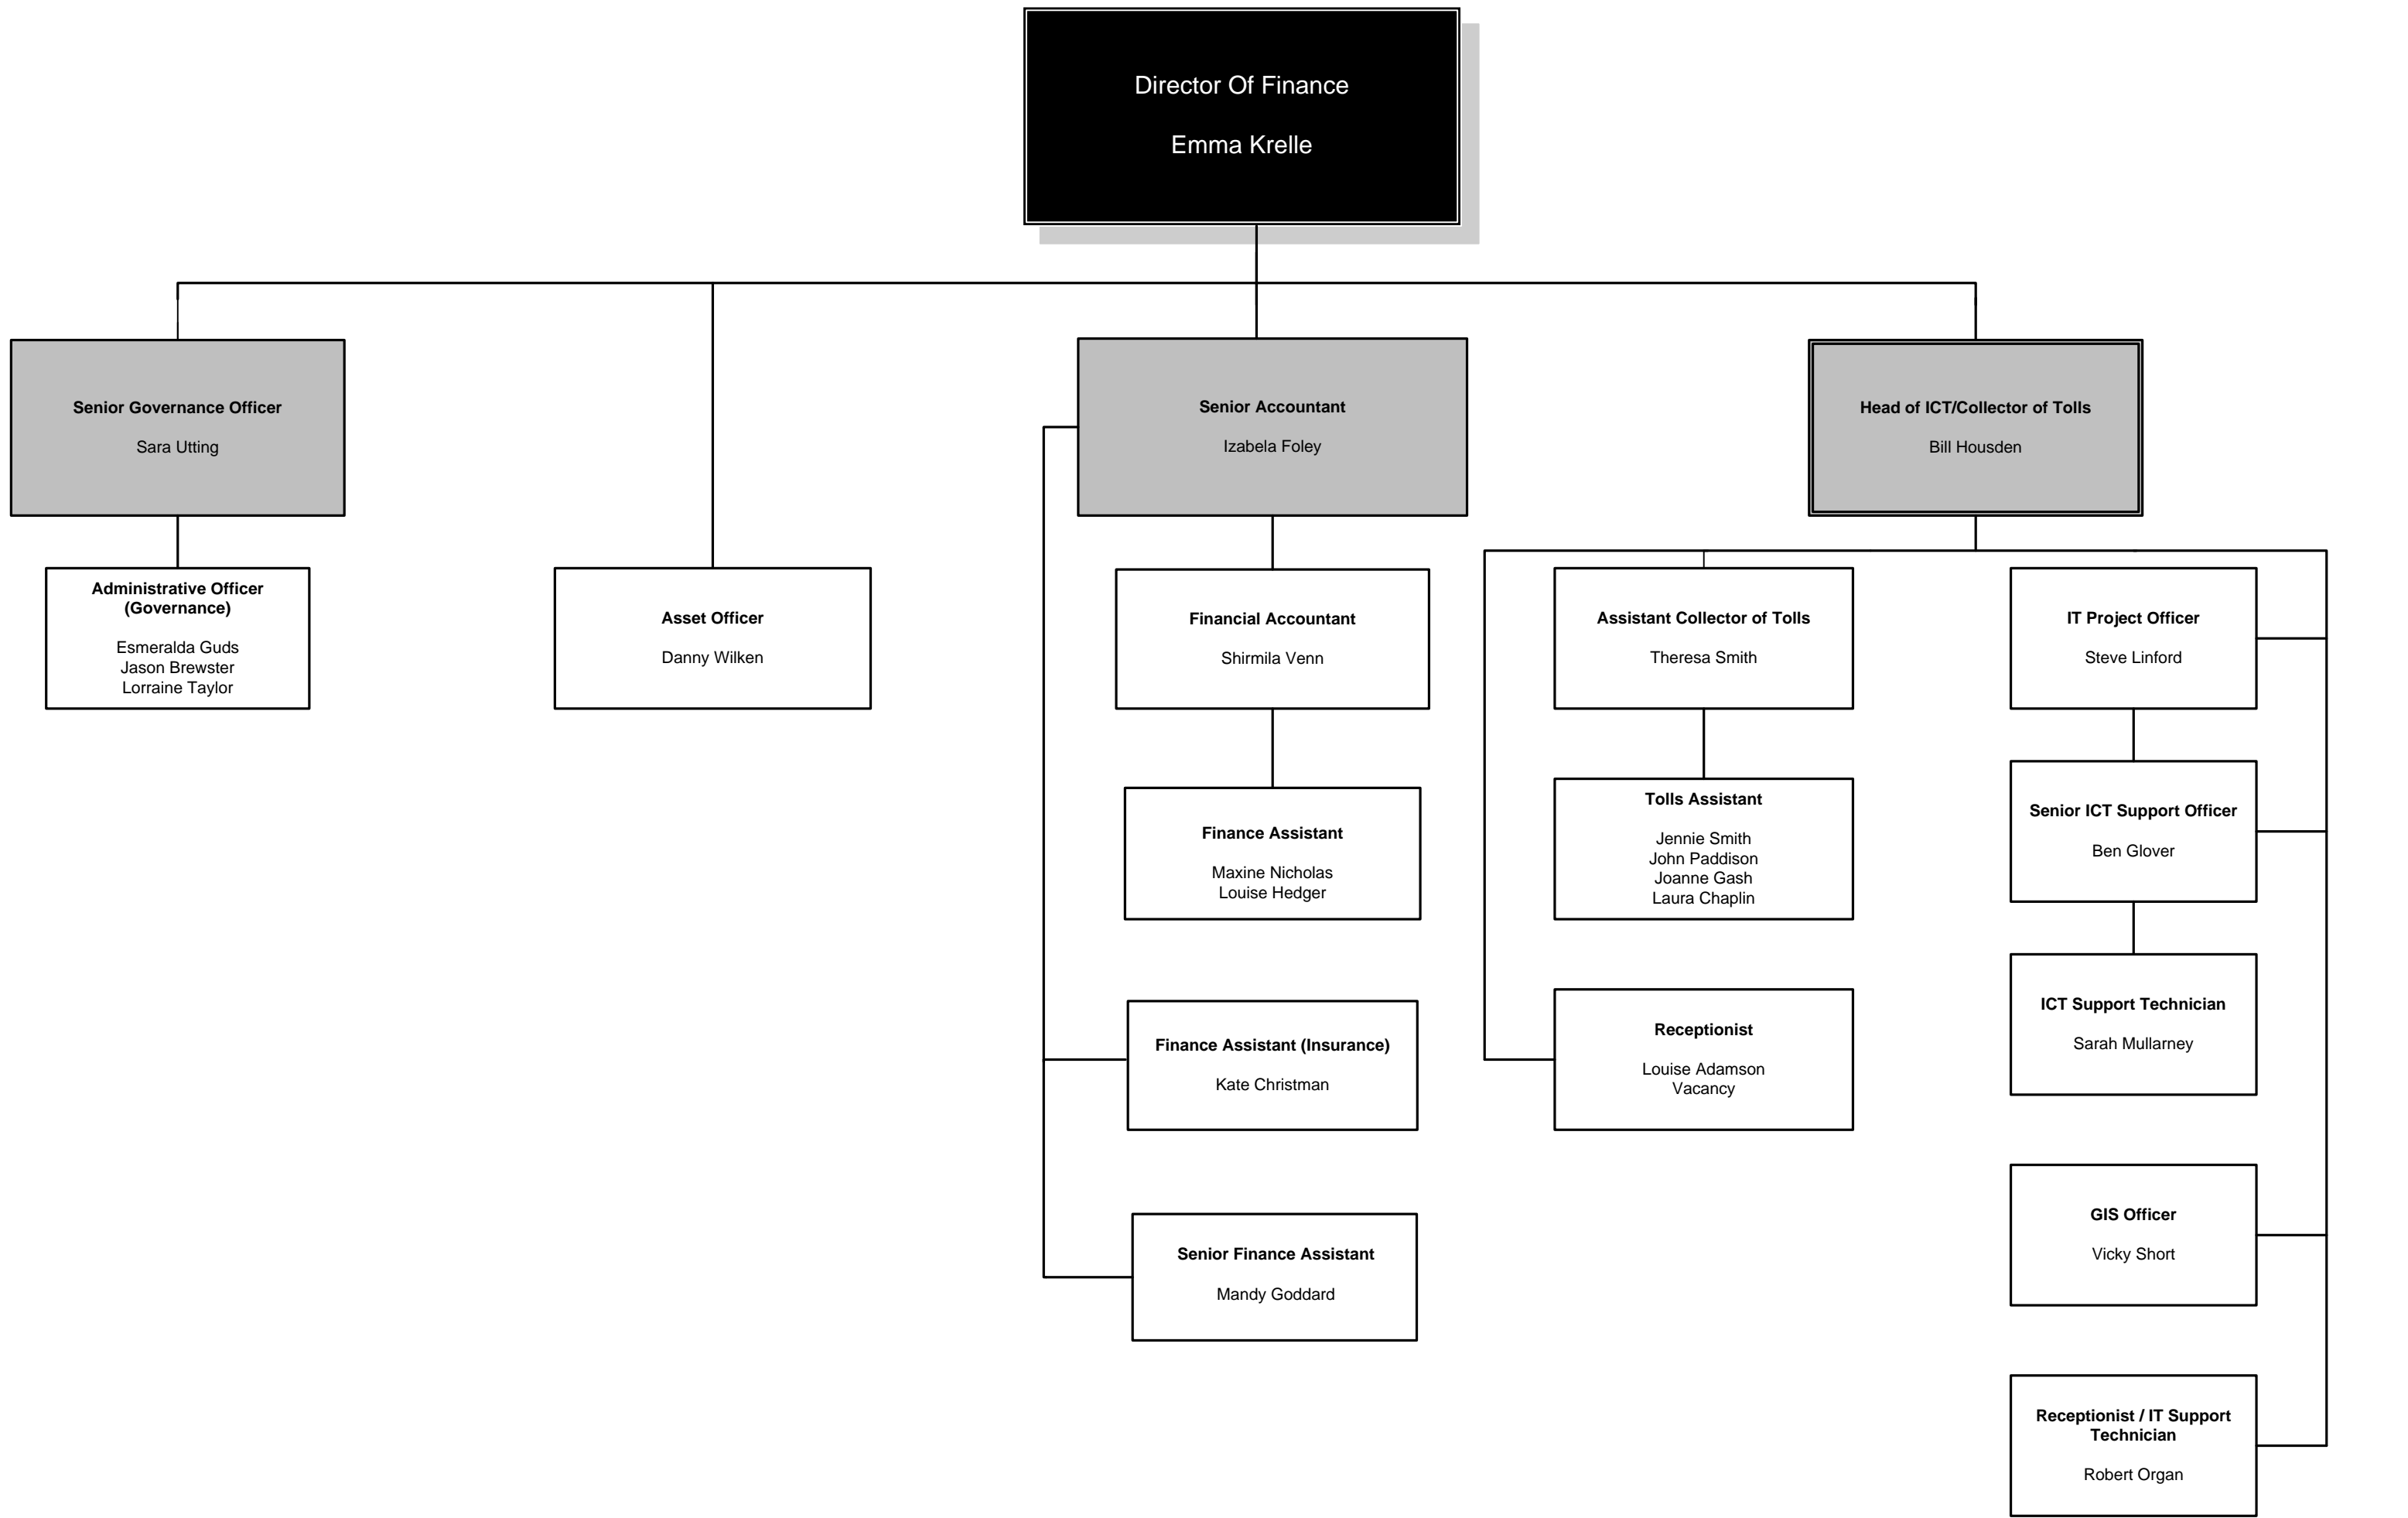 Director Of Finance
Emma Krelle
Senior Governance Officer
Sara Utting
Senior Accountant
Izabela Foley
Head of ICT/Collector of Tolls
Bill Housden
Administrative Officer
(Governance)
Esmeralda Guds
Jason Brewster
Lorraine Taylor
Asset Officer
Danny Wilken
Financial Accountant
Shirmila Venn
Assistant Collector of Tolls
Theresa Smith
IT Project Officer
Steve Linford
Finance Assistant
Maxine Nicholas
Louise Hedger
Tolls Assistant
Jennie Smith
John Paddison
Joanne Gash
Laura Chaplin
Senior ICT Support Officer
Ben Glover
Finance Assistant (Insurance)
Kate Christman
Receptionist
Louise Adamson
Vacancy
ICT Support Technician
Sarah Mullarney
Senior Finance Assistant
Mandy Goddard
GIS Officer
Vicky Short
Receptionist / IT Support
Technician
Robert Organ